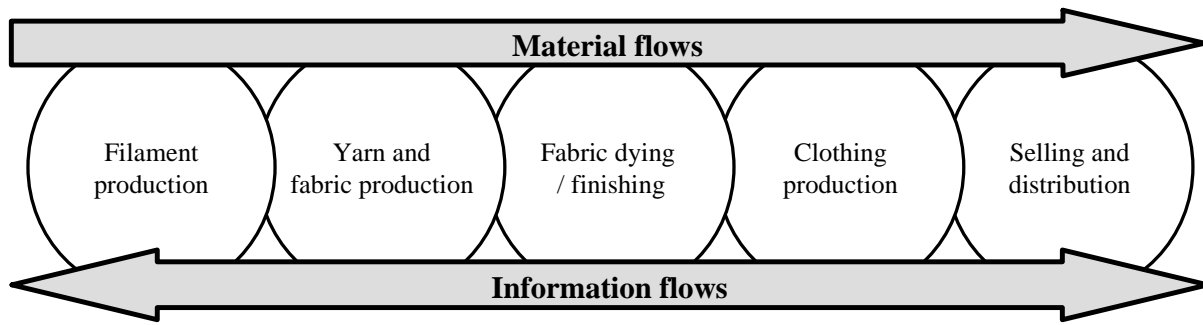 Material flows
Filament
production
Yarn and
fabric production
Fabric dying
/ finishing
Clothing
production
Selling and
distribution
Information flows